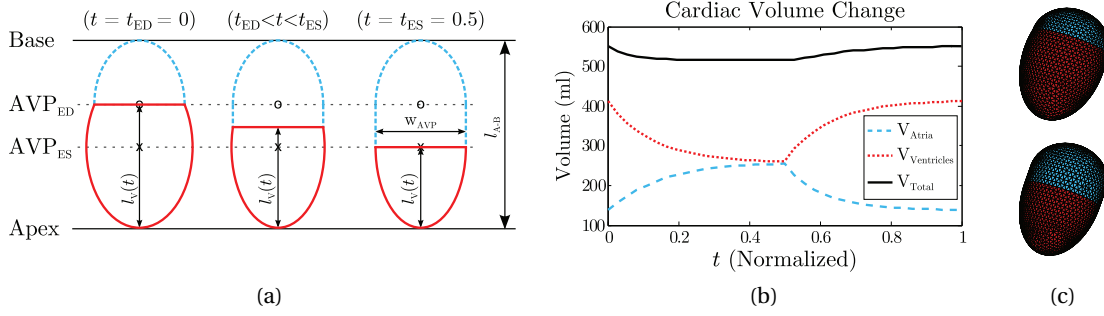 (t = t_ED = 0) (t_ED < t < t_ES) (t = t_ES = 0.5)
Base
AVP_ED
AVP_ES
Apex
w_AVP
l_A-B
l_V(t)
l_V(t)
l_V(t)
(a)
Cardiac Volume Change
Volume (ml)
600
500
400
300
200
100
V_Atria
V_Ventricles
V_Total
0 0.2 0.4 0.6 0.8 1
t (Normalized)
(b)
(c)